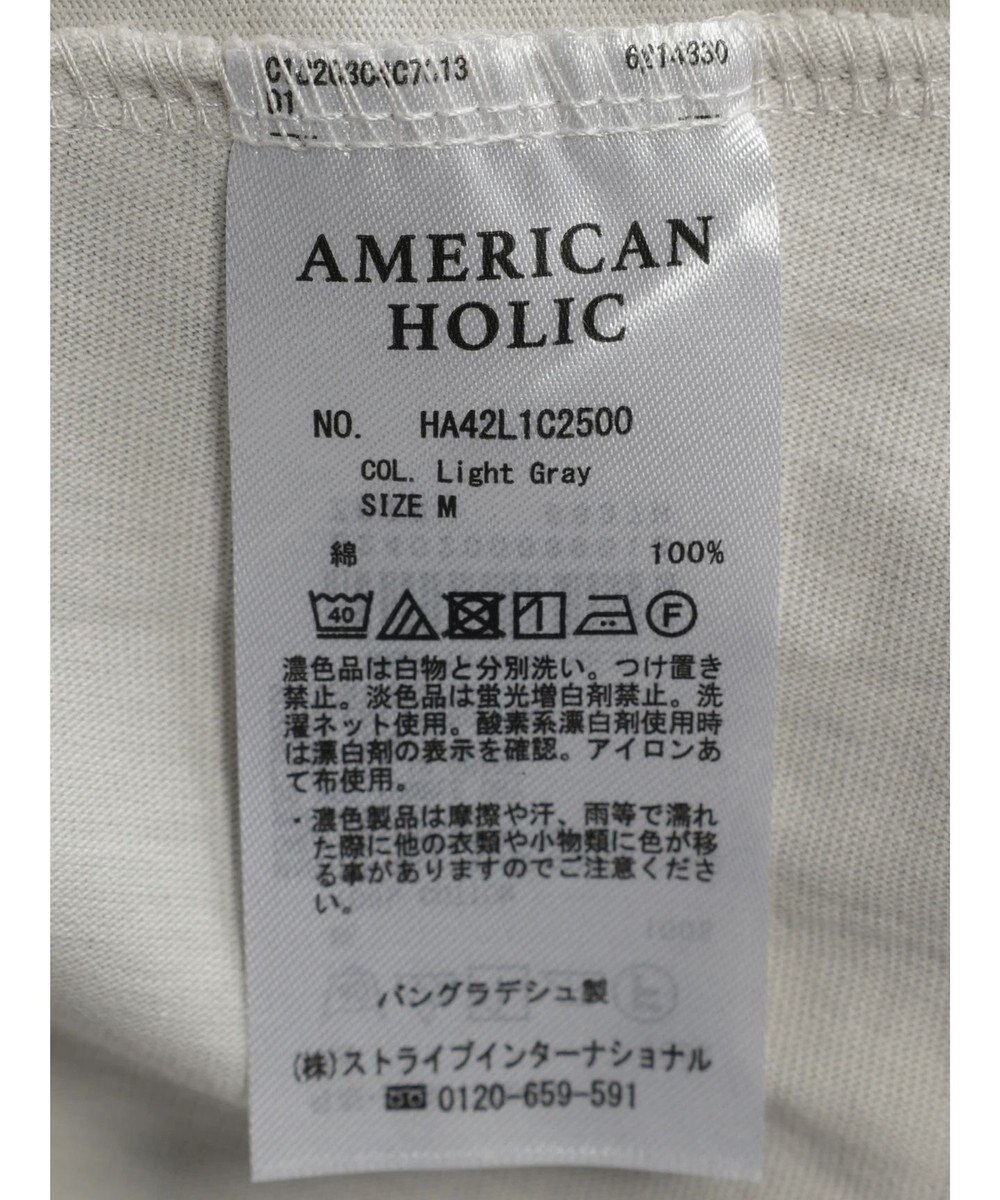 AMERICAN
HOLIC
NO. HA42L1C2500
COL. Light Gray
SIZE M
綿 100%
40 F
濃色品は白物と分別洗い。つけ置き
禁止。淡色品は蛍光増白剤禁止。洗
濯ネット使用。酸素系漂白剤使用時
は漂白剤の表示を確認。アイロンあ
て布使用。
・濃色製品は摩擦や汗、雨等で濡れ
た際に他の衣類や小物類に色が移
る事がありますのでご注意くださ
い。
バングラデシュ製
(株)ストライプインターナショナル
0120-659-591